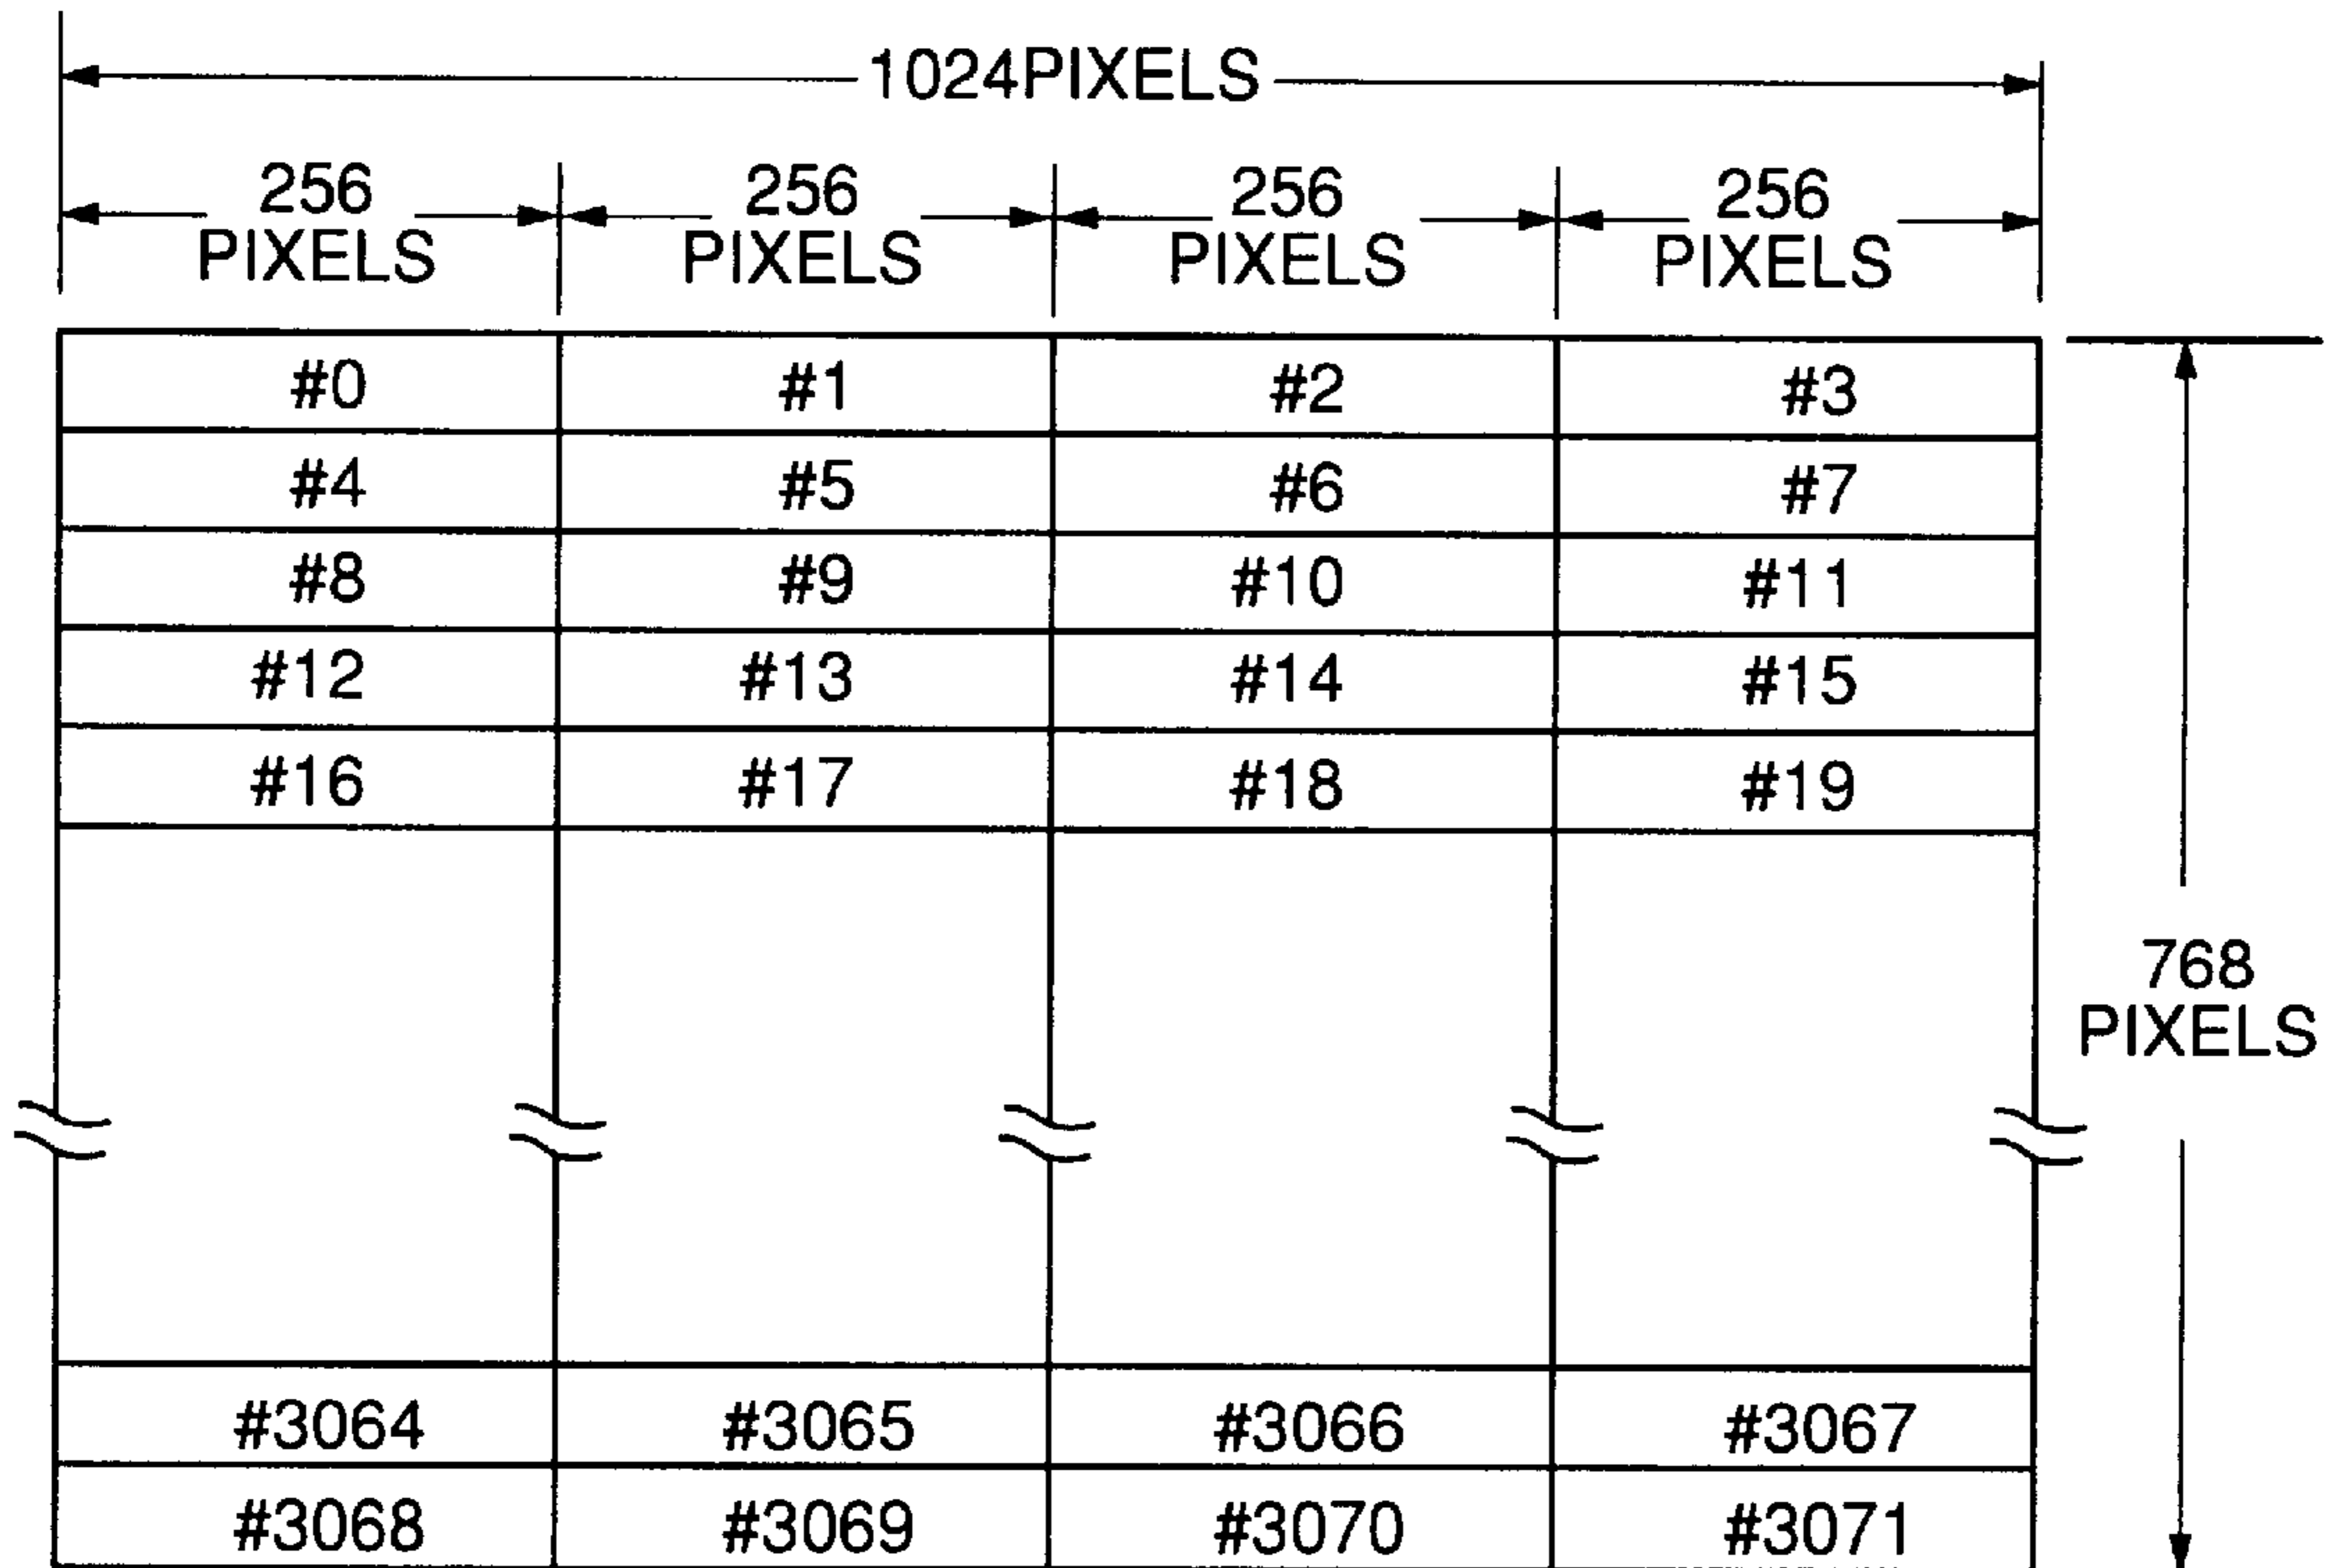 1024PIXELS
256 PIXELS 256 PIXELS 256 PIXELS 256 PIXELS
#0 #1 #2 #3
#4 #5 #6 #7
#8 #9 #10 #11
#12 #13 #14 #15
#16 #17 #18 #19
768
PIXELS
#3064 #3065 #3066 #3067
#3068 #3069 #3070 #3071